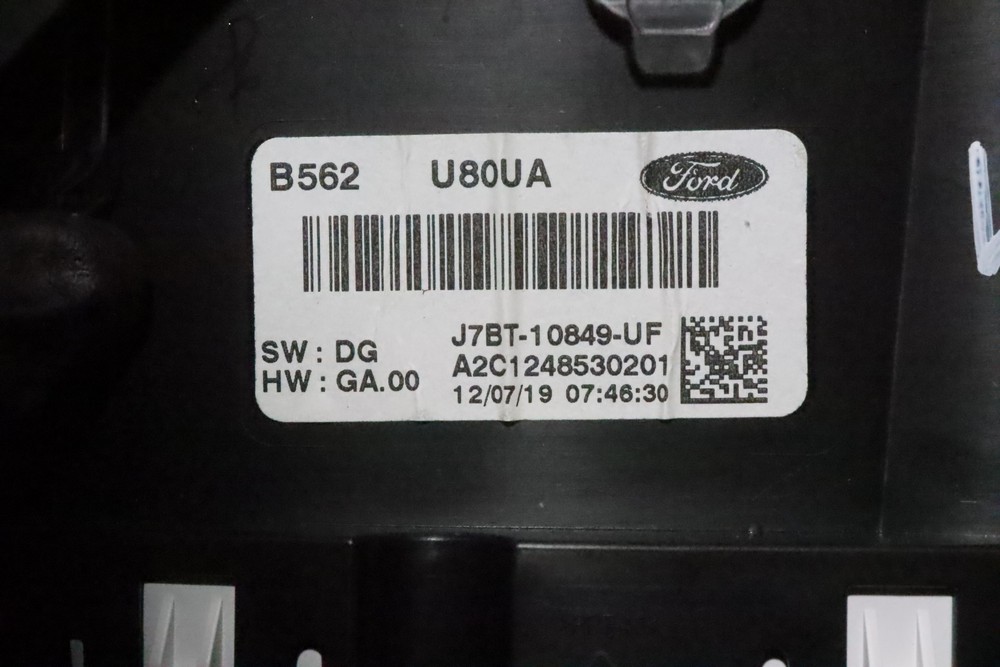 B562 U80UA Ford
J7BT-10849-UF
SW : DG
A2C1248530201
HW : GA.00
12/07/19 07:46:30